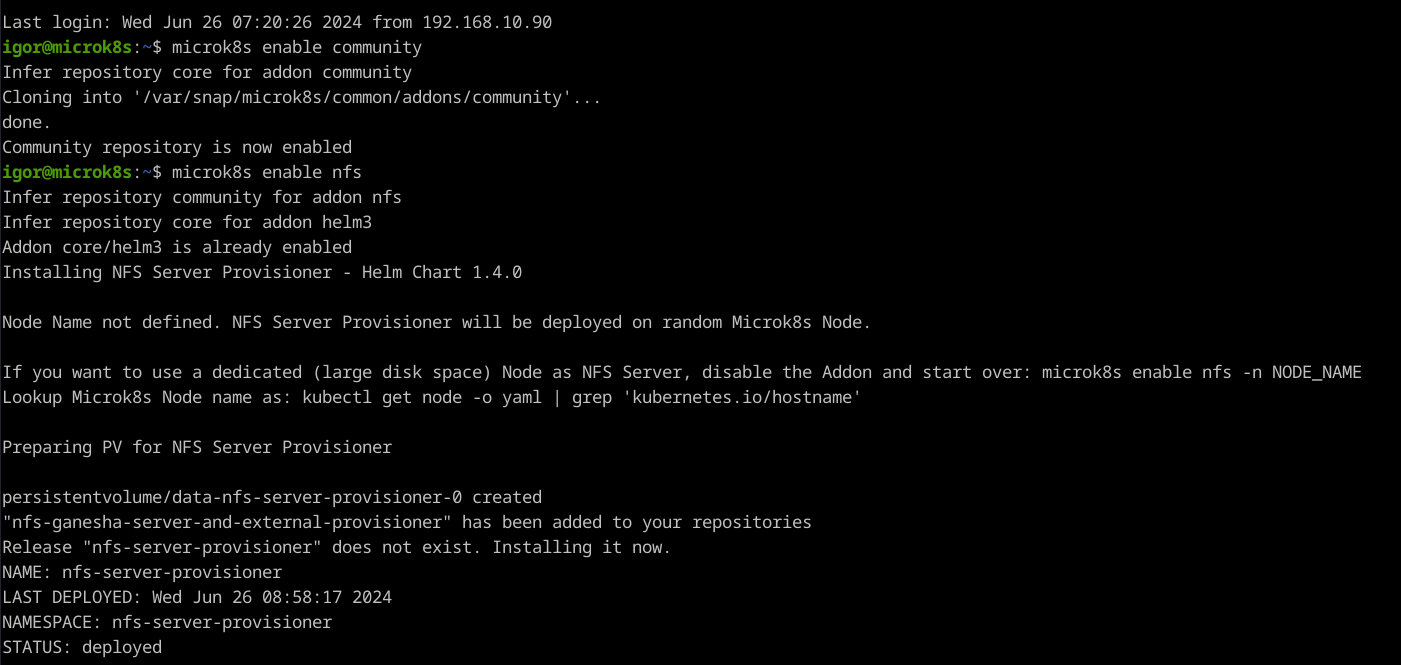 Last login: Wed Jun 26 07:20:26 2024 from 192.168.10.90
igor@microk8s:~$ microk8s enable community
Infer repository core for addon community
Cloning into '/var/snap/microk8s/common/addons/community'...
done.
Community repository is now enabled
igor@microk8s:~$ microk8s enable nfs
Infer repository community for addon nfs
Infer repository core for addon helm3
Addon core/helm3 is already enabled
Installing NFS Server Provisioner - Helm Chart 1.4.0
Node Name not defined. NFS Server Provisioner will be deployed on random Microk8s Node.
If you want to use a dedicated (large disk space) Node as NFS Server, disable the Addon and start over: microk8s enable nfs -n NODE_NAME
Lookup Microk8s Node name as: kubectl get node -o yaml | grep 'kubernetes.io/hostname'
Preparing PV for NFS Server Provisioner
persistentvolume/data-nfs-server-provisioner-0 created
"nfs-ganesha-server-and-external-provisioner" has been added to your repositories
Release "nfs-server-provisioner" does not exist. Installing it now.
NAME: nfs-server-provisioner
LAST DEPLOYED: Wed Jun 26 08:58:17 2024
NAMESPACE: nfs-server-provisioner
STATUS: deployed